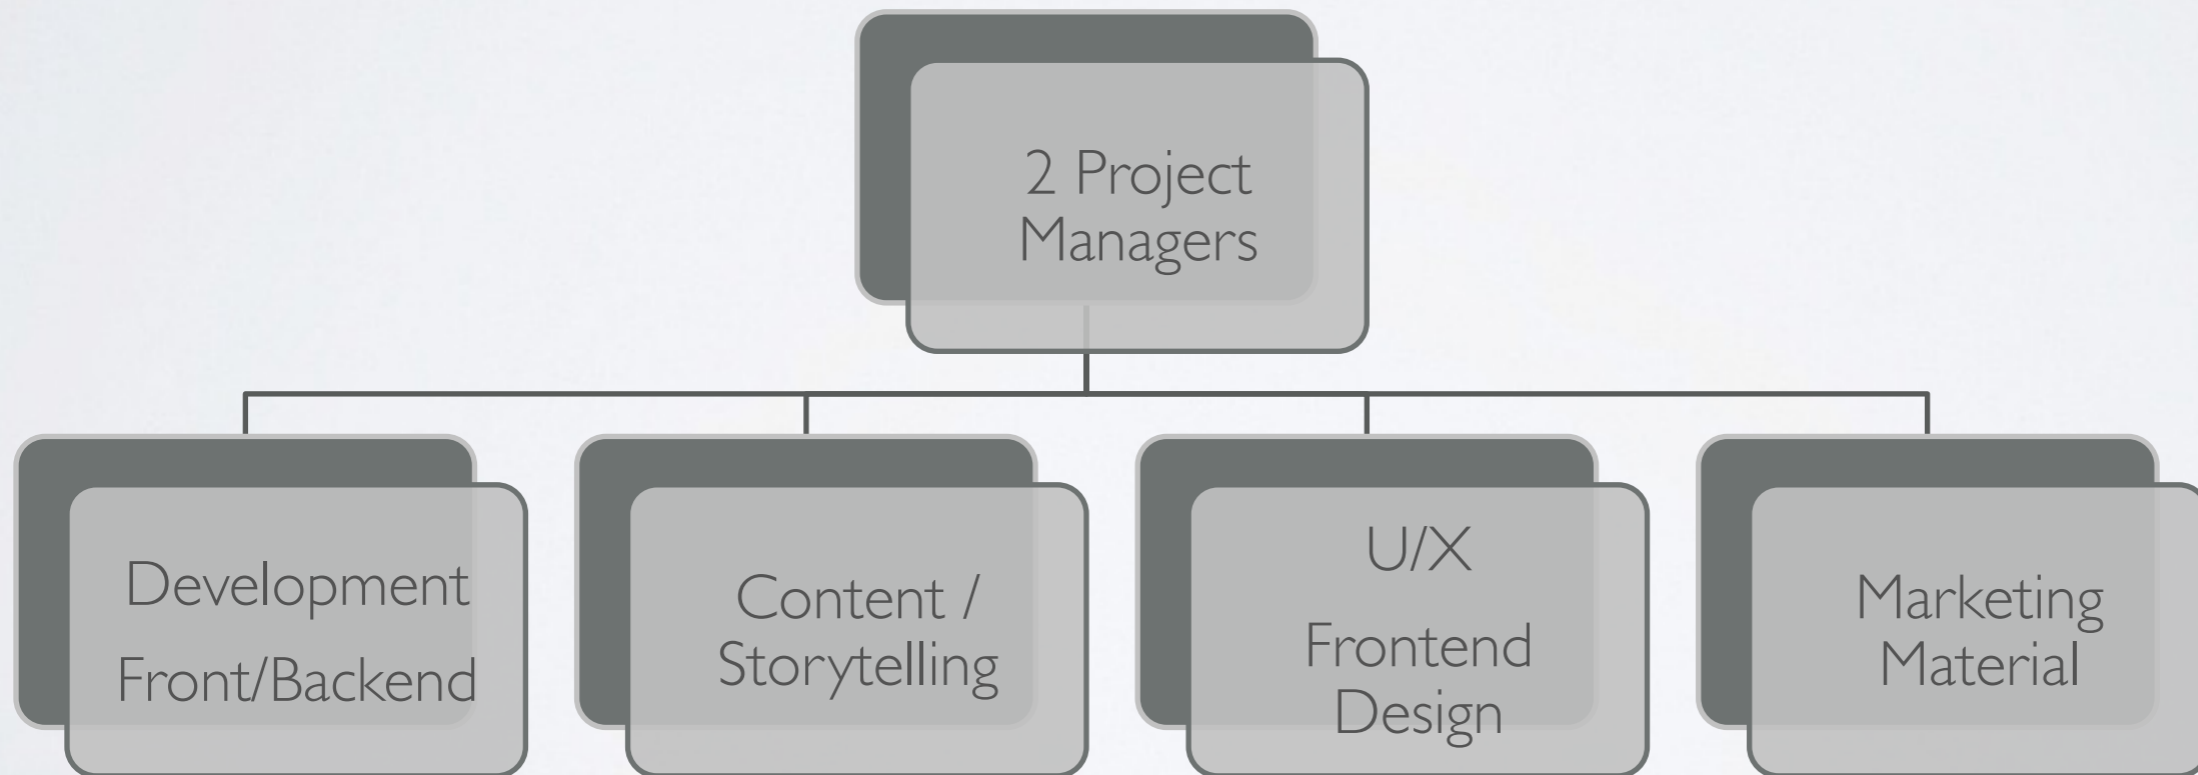 2 Project
Managers
Development
Front/Backend
Content /
Storytelling
U/X
Frontend
Design
Marketing
Material